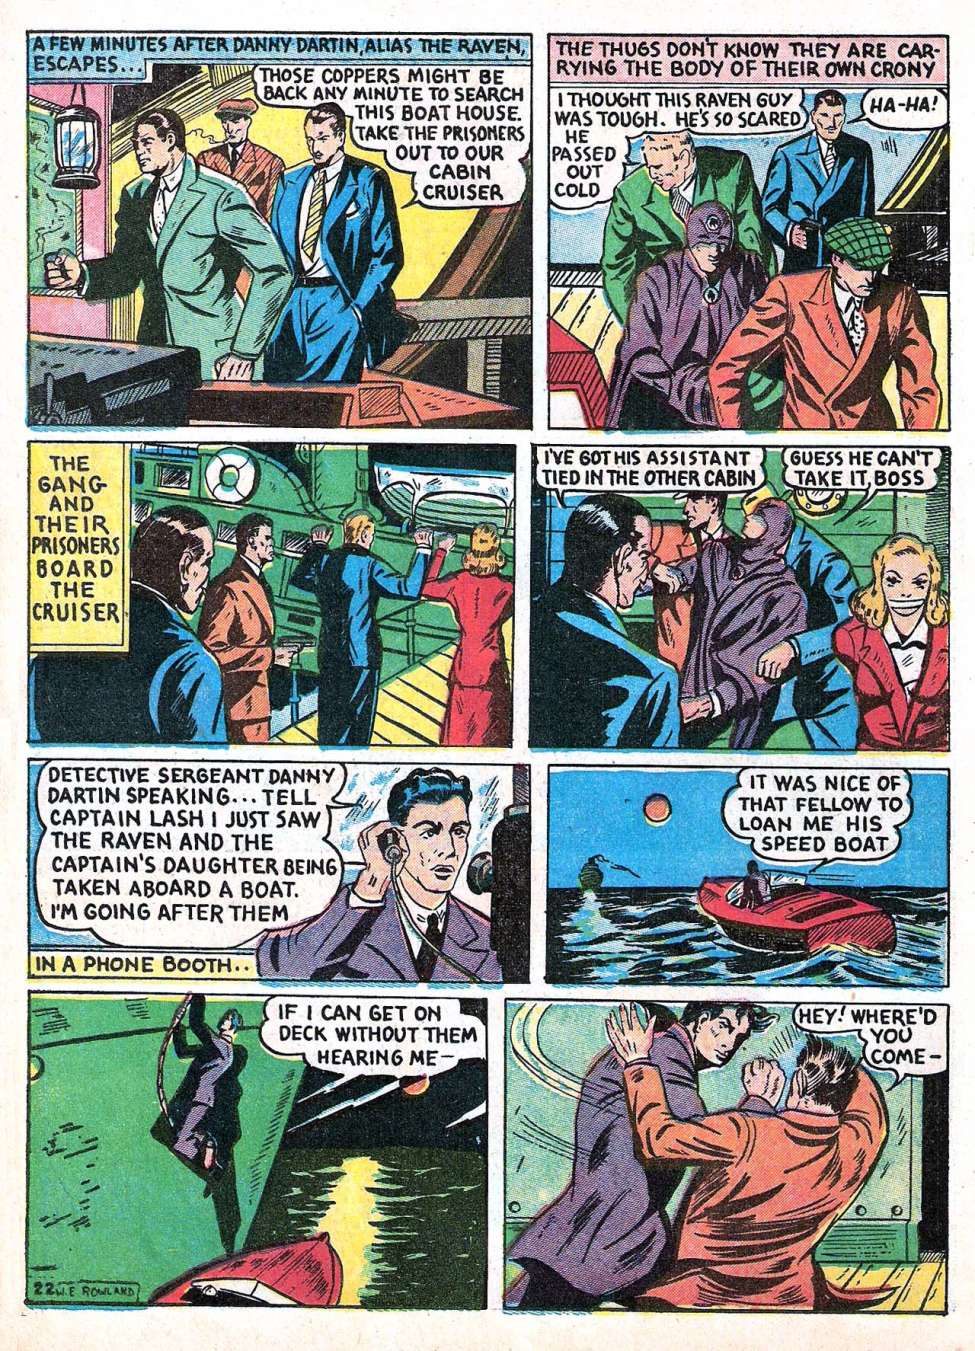 A FEW MINUTES AFTER DANNY DARTIN, ALIAS THE RAVEN,
ESCAPES...
THOSE COPPERS MIGHT BE
BACK ANY MINUTE TO SEARCH
THIS BOAT HOUSE.
TAKE THE PRISONERS
OUT TO OUR
CABIN
CRUISER
THE THUGS DON'T KNOW THEY ARE CAR-
RYING THE BODY OF THEIR OWN CRONY
I THOUGHT THIS RAVEN GUY
WAS TOUGH. HE'S SO SCARED
HE
PASSED
OUT
COLD
HA-HA!
THE
GANG
AND
THEIR
PRISONERS
BOARD
THE
CRUISER
I'VE GOT HIS ASSISTANT
TIED IN THE OTHER CABIN
GUESS HE CAN'T
TAKE IT, BOSS
DETECTIVE SERGEANT DANNY
DARTIN SPEAKING... TELL
CAPTAIN LASH I JUST SAW
THE RAVEN AND THE
CAPTAIN'S DAUGHTER BEING
TAKEN ABOARD A BOAT.
I'M GOING AFTER THEM
IN A PHONE BOOTH..
IT WAS NICE OF
THAT FELLOW TO
LOAN ME HIS
SPEED BOAT
IF I CAN GET ON
DECK WITHOUT THEM
HEARING ME—
22 W.E ROWLAND
HEY! WHERE'D
YOU
COME—